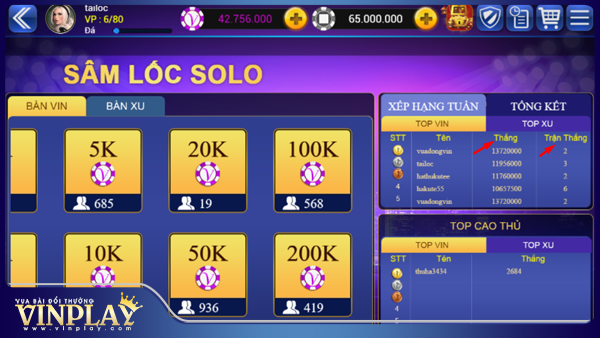 tailoc
VP : 6/80
Đá
42.756.000
65.000.000
SÂM LỐC SOLO
BÀN VIN
BÀN XU
5K
685
20K
19
100K
568
10K
50K
936
200K
419
XẾP HẠNG TUẦN
TỔNG KẾT
TOP VIN
TOP XU
STT Tên Thắng Trận Thắng
1 vuadongvin 13720000 2
2 tailoc 11956000 3
3 hathukutee 11760000 2
4 hakute55 10657500 6
5 vuadongvin 13720000 2
TOP CAO THỦ
TOP VIN
TOP XU
STT Tên Thắng
1 thuha3434 2684
2
3
4
5
VUA BÀI ĐỔI THƯỞNG
VINPLAY
www.vinplay.com